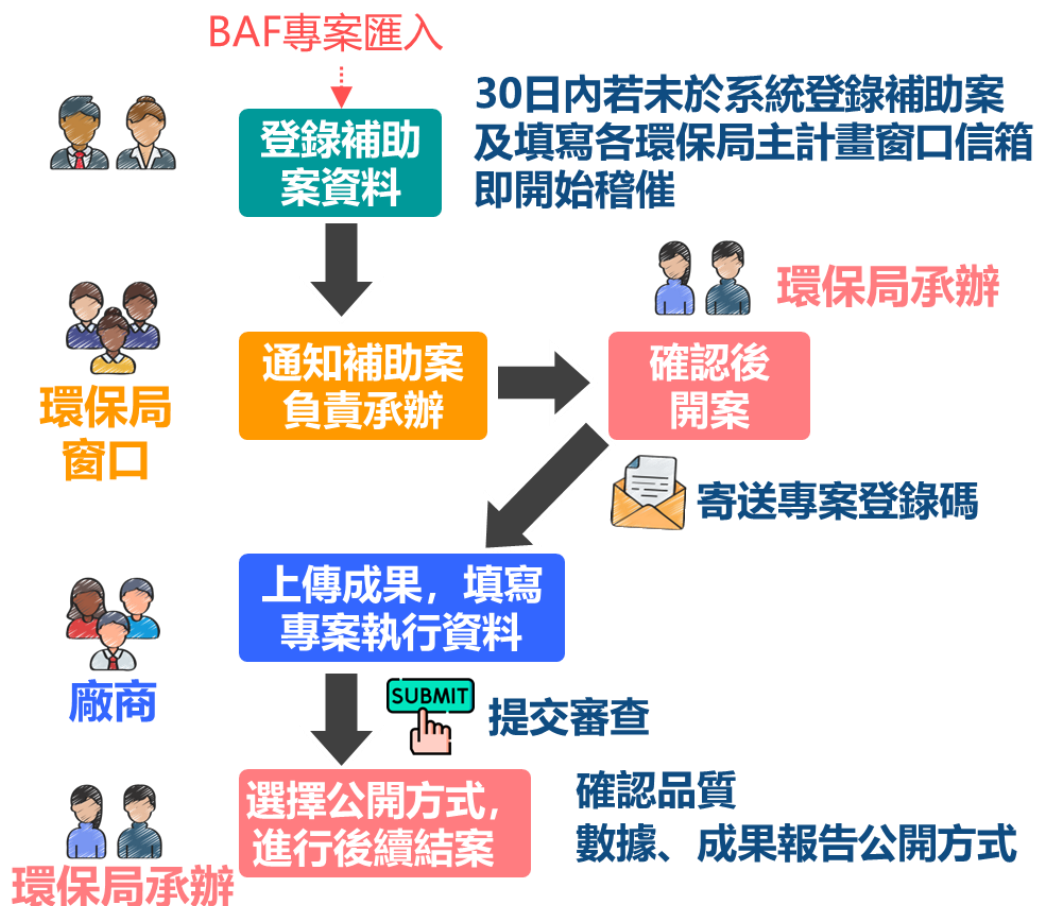 BAF專案匯入
登錄補助
案資料
30日內若未於系統登錄補助案
及填寫各環保局主計畫窗口信箱
即開始稽催
環保局承辦
環保局
窗口
通知補助案
負責承辦
確認後
開案
寄送專案登錄碼
廠商
上傳成果，填寫
專案執行資料
SUBMIT
提交審查
環保局承辦
選擇公開方式，
進行後續結案
確認品質
數據、成果報告公開方式